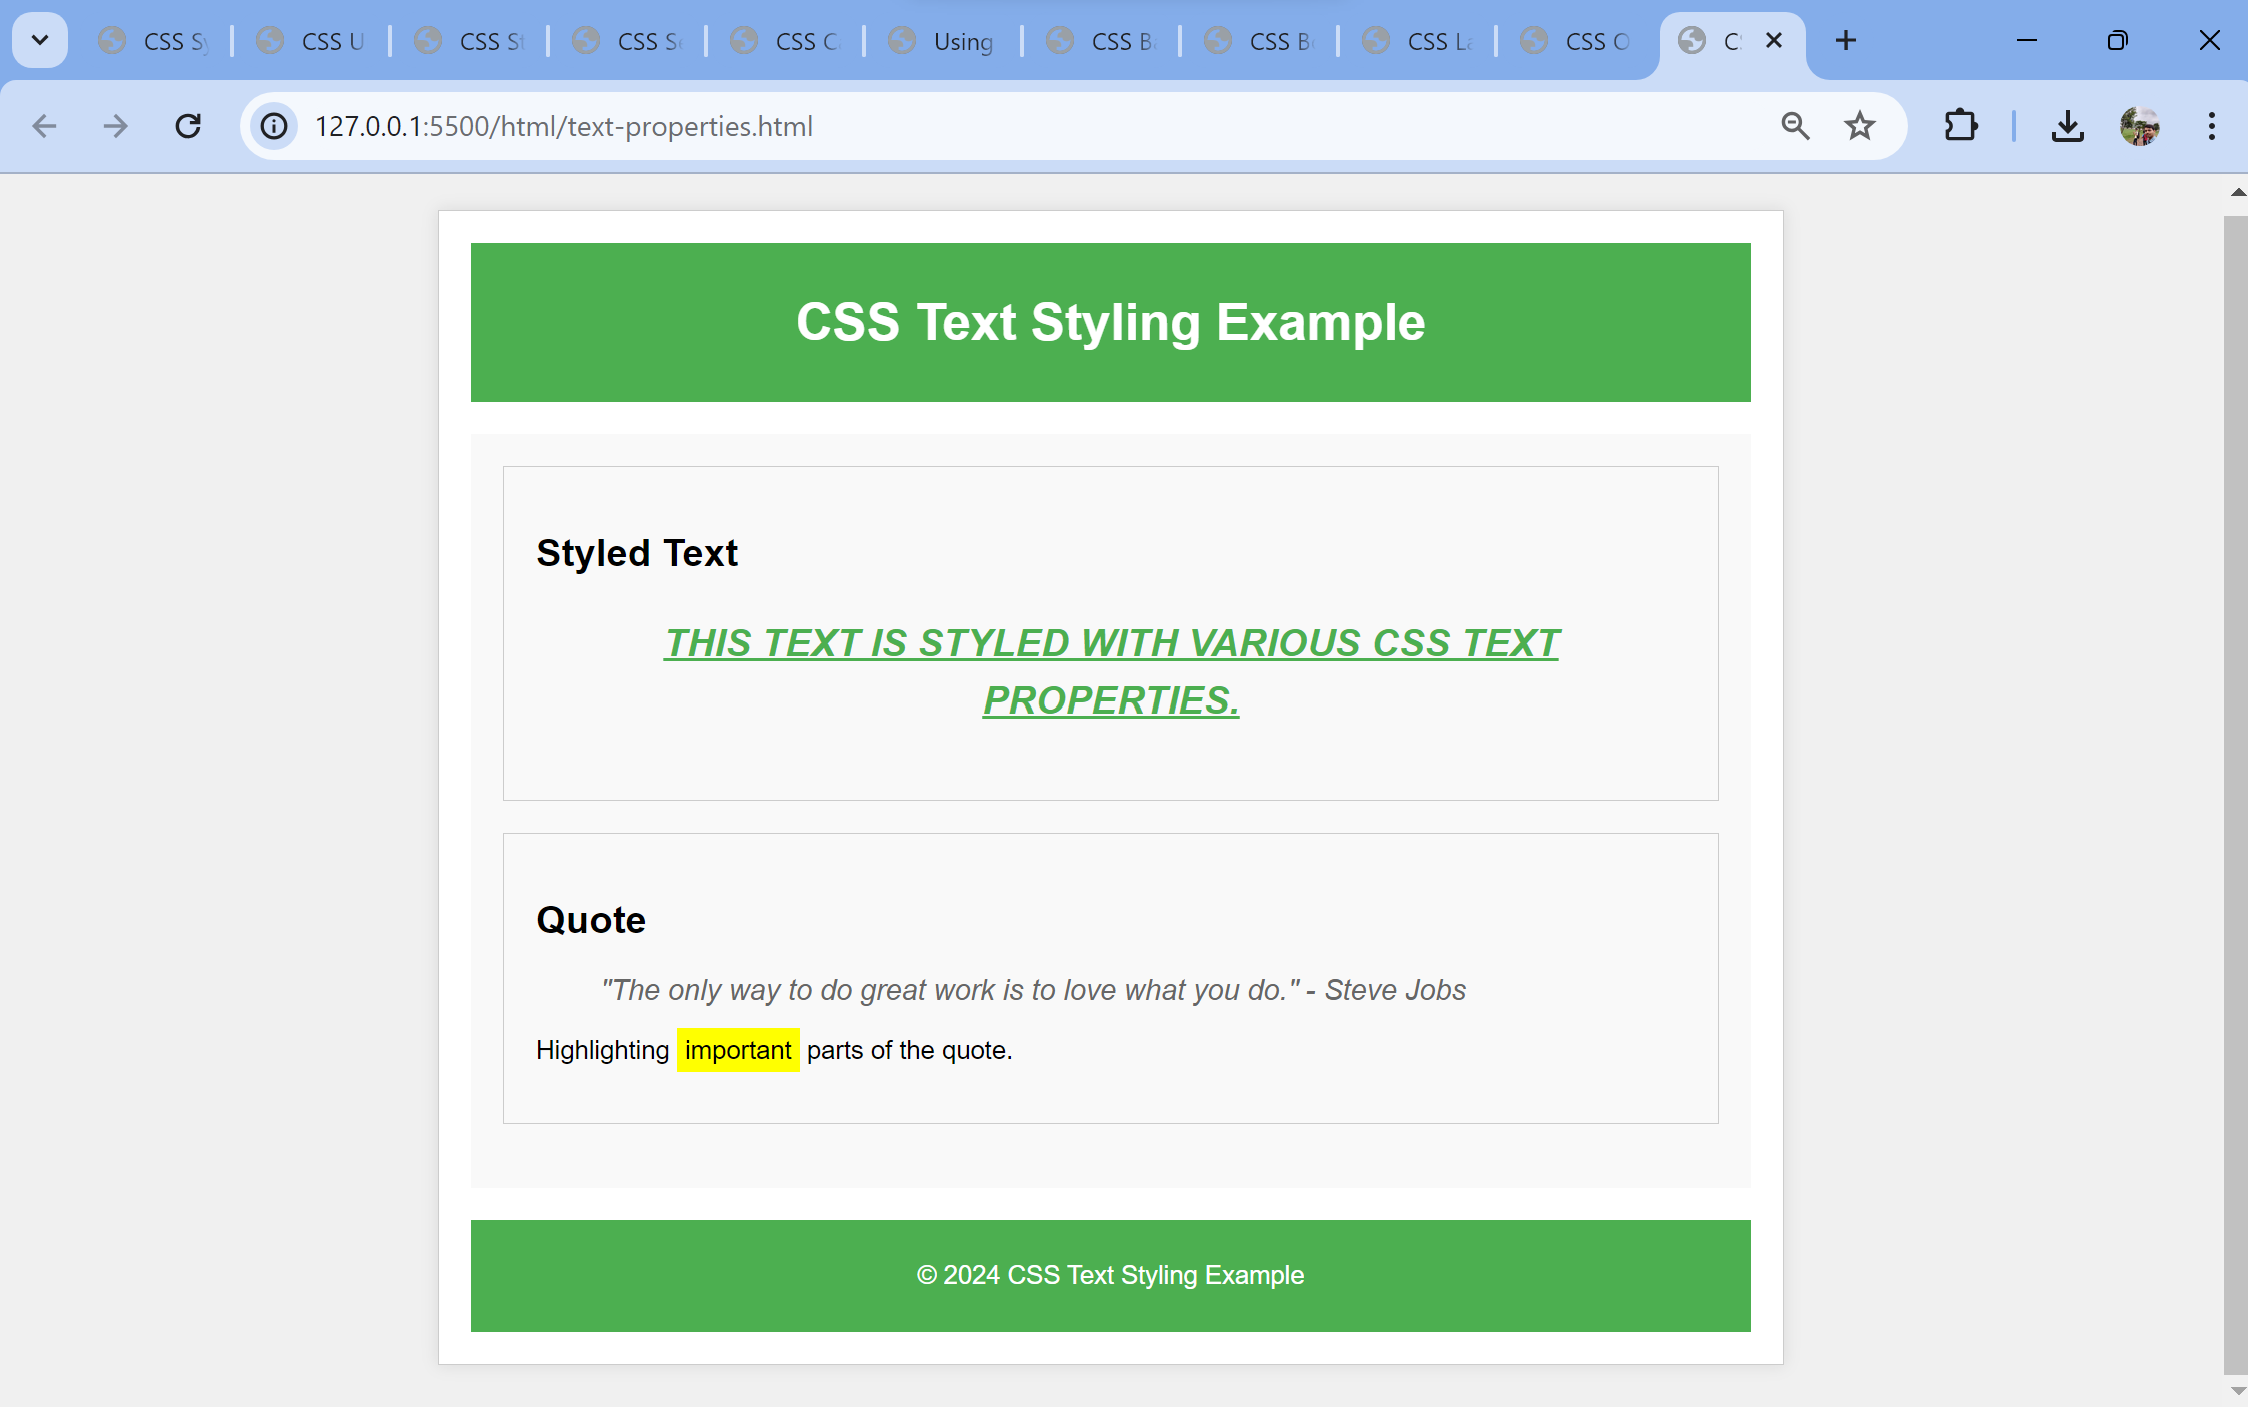 CSS Sy
CSS U
CSS St
CSS Se
CSS C
Using
CSS Ba
CSS B
CSS La
CSS O
C
127.0.0.1:5500/html/text-properties.html
CSS Text Styling Example
Styled Text
THIS TEXT IS STYLED WITH VARIOUS CSS TEXT
PROPERTIES.
Quote
"The only way to do great work is to love what you do." - Steve Jobs
Highlighting important parts of the quote.
© 2024 CSS Text Styling Example